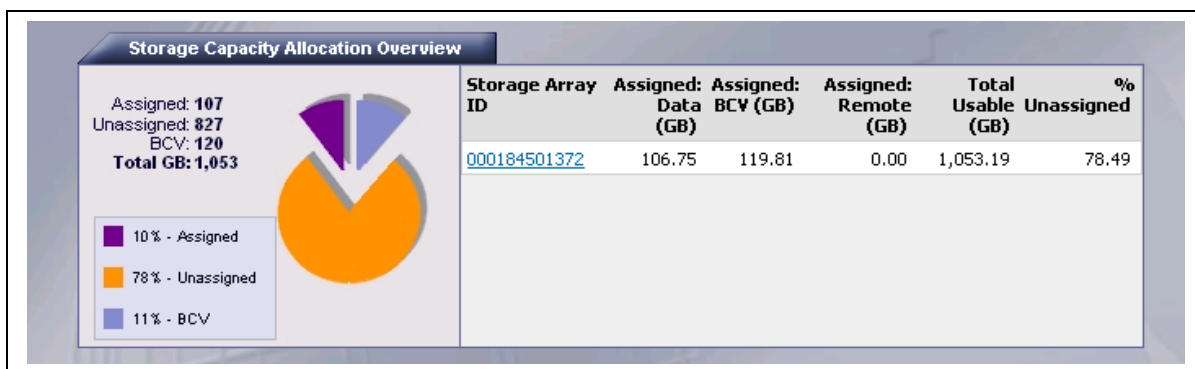 Storage Capacity Allocation Overview
Assigned: 107
Unassigned: 827
BCV: 120
Total GB: 1,053
10% - Assigned
78% - Unassigned
11% - BCV
Storage Array Assigned: Assigned: Assigned: Total %
ID Data BCV (GB) Remote Usable Unassigned
(GB) (GB) (GB)
000184501372 106.75 119.81 0.00 1,053.19 78.49